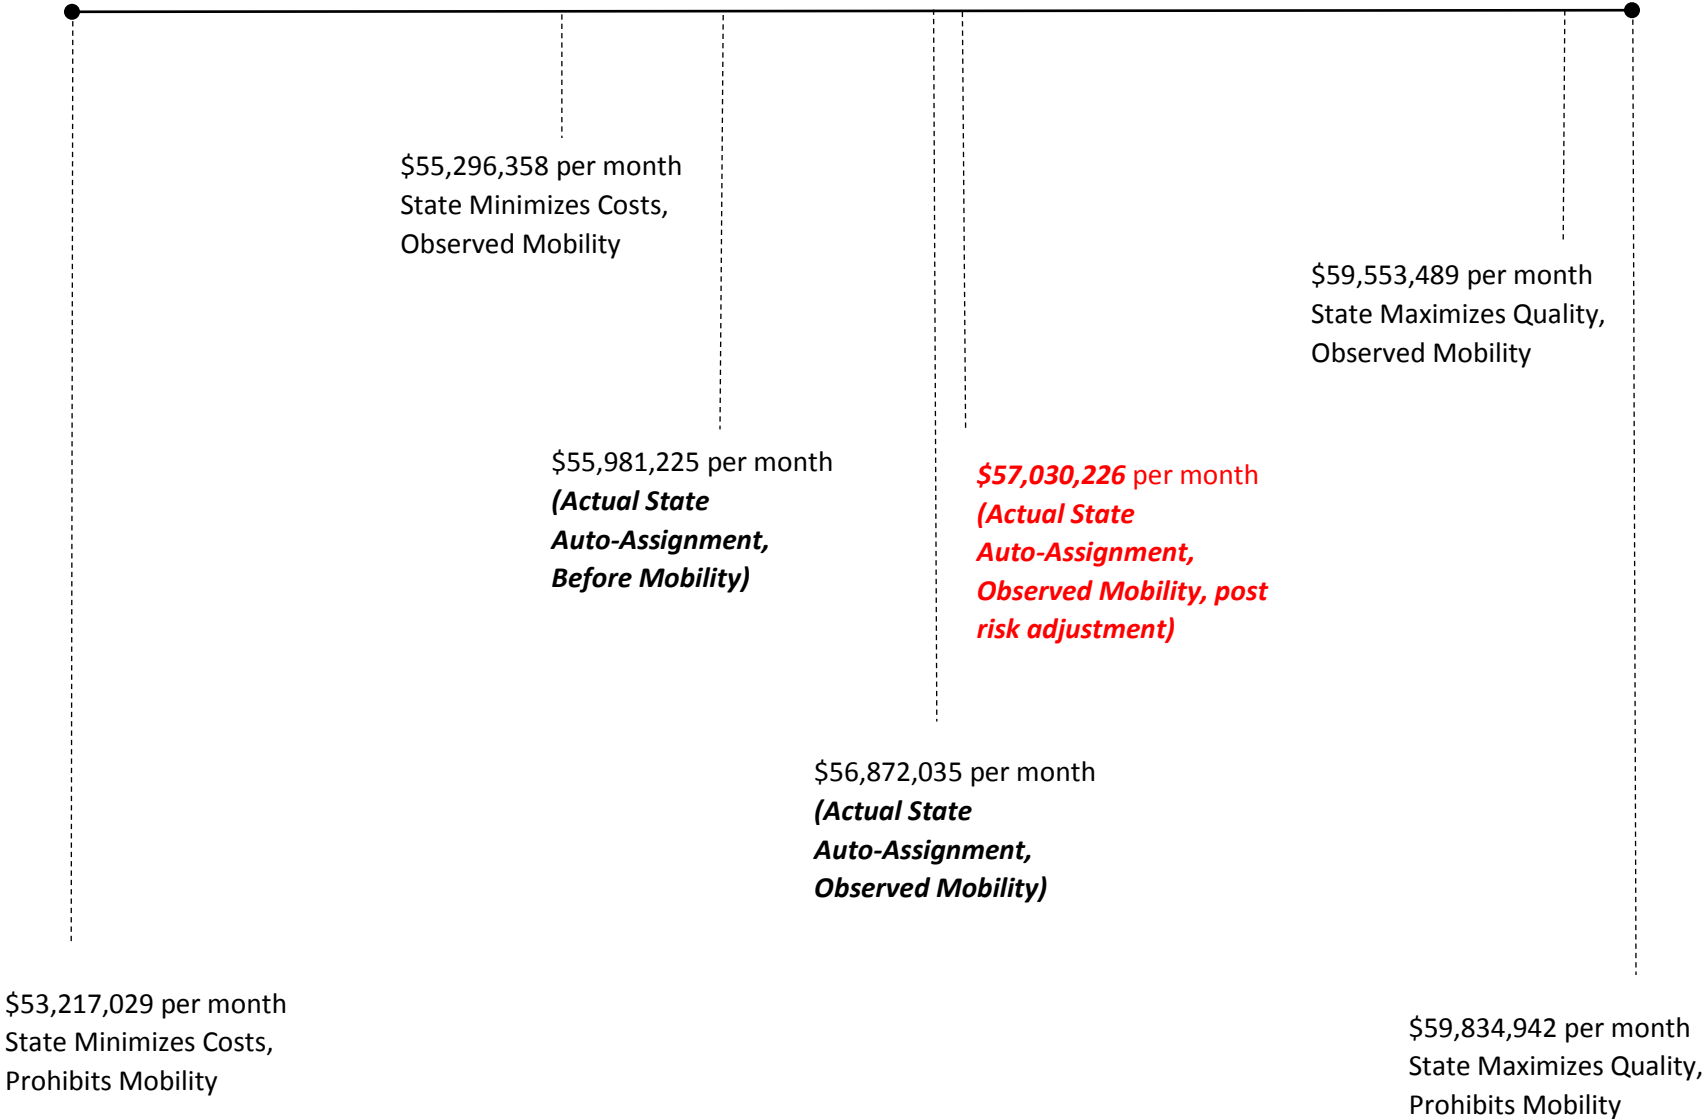 $55,296,358 per month
State Minimizes Costs,
Observed Mobility
$59,553,489 per month
State Maximizes Quality,
Observed Mobility
$55,981,225 per month
(Actual State
Auto-Assignment,
Before Mobility)
$57,030,226 per month
(Actual State
Auto-Assignment,
Observed Mobility, post
risk adjustment)
$56,872,035 per month
(Actual State
Auto-Assignment,
Observed Mobility)
$53,217,029 per month
State Minimizes Costs,
Prohibits Mobility
$59,834,942 per month
State Maximizes Quality,
Prohibits Mobility